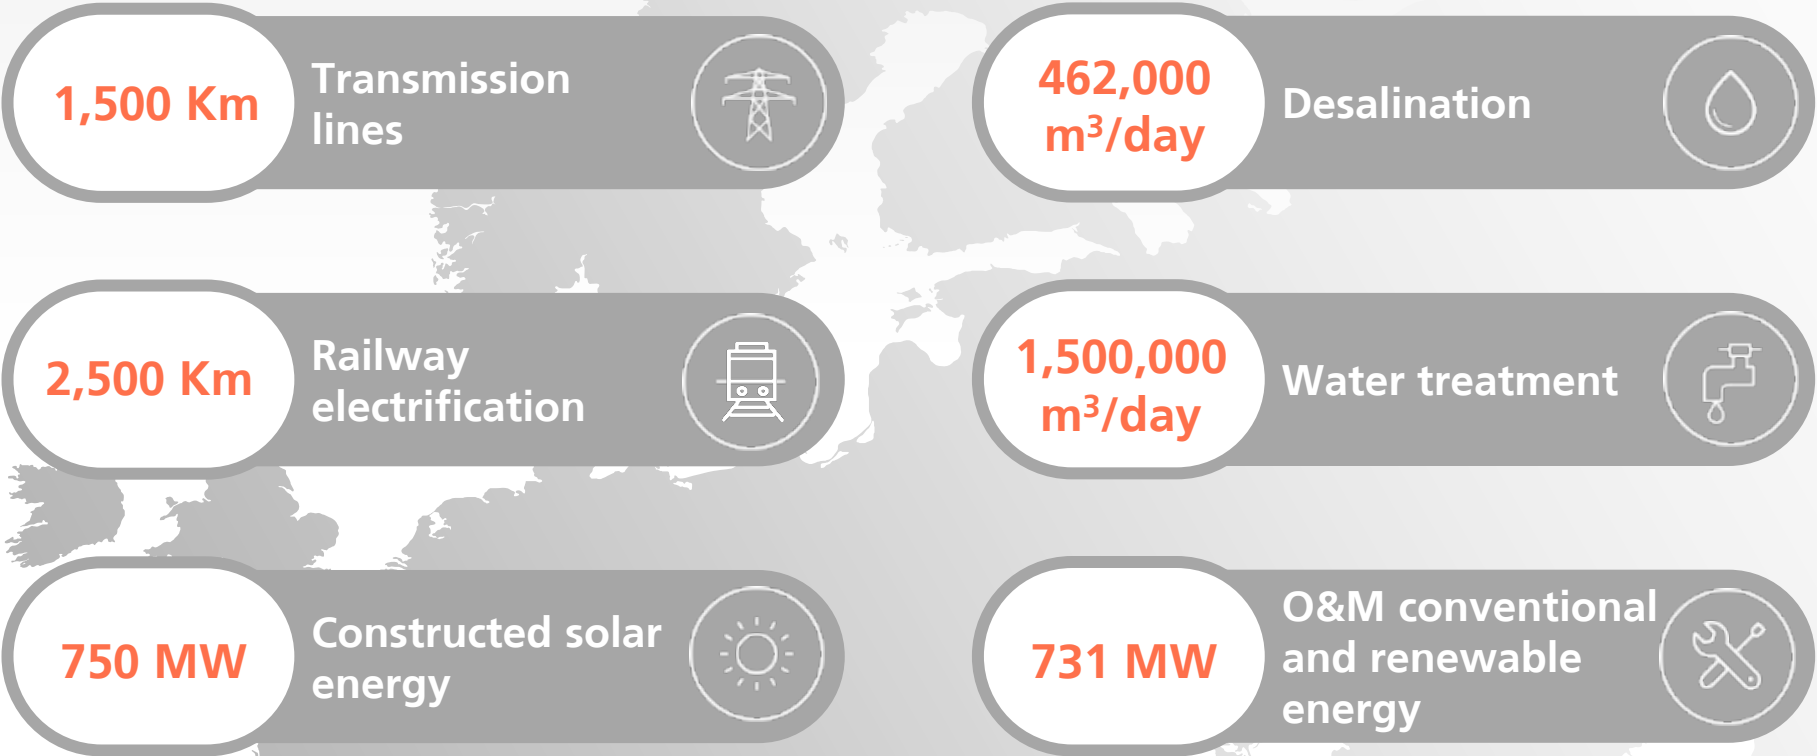 1,500 Km
Transmission
lines
462,000
m³/day
Desalination
2,500 Km
Railway
electrification
1,500,000
m³/day
Water treatment
750 MW
Constructed solar
energy
731 MW
O&M conventional
and renewable
energy